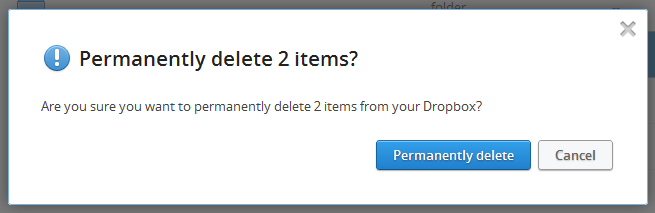 folder
Permanently delete 2 items?
Are you sure you want to permanently delete 2 items from your Dropbox?
Permanently delete
Cancel